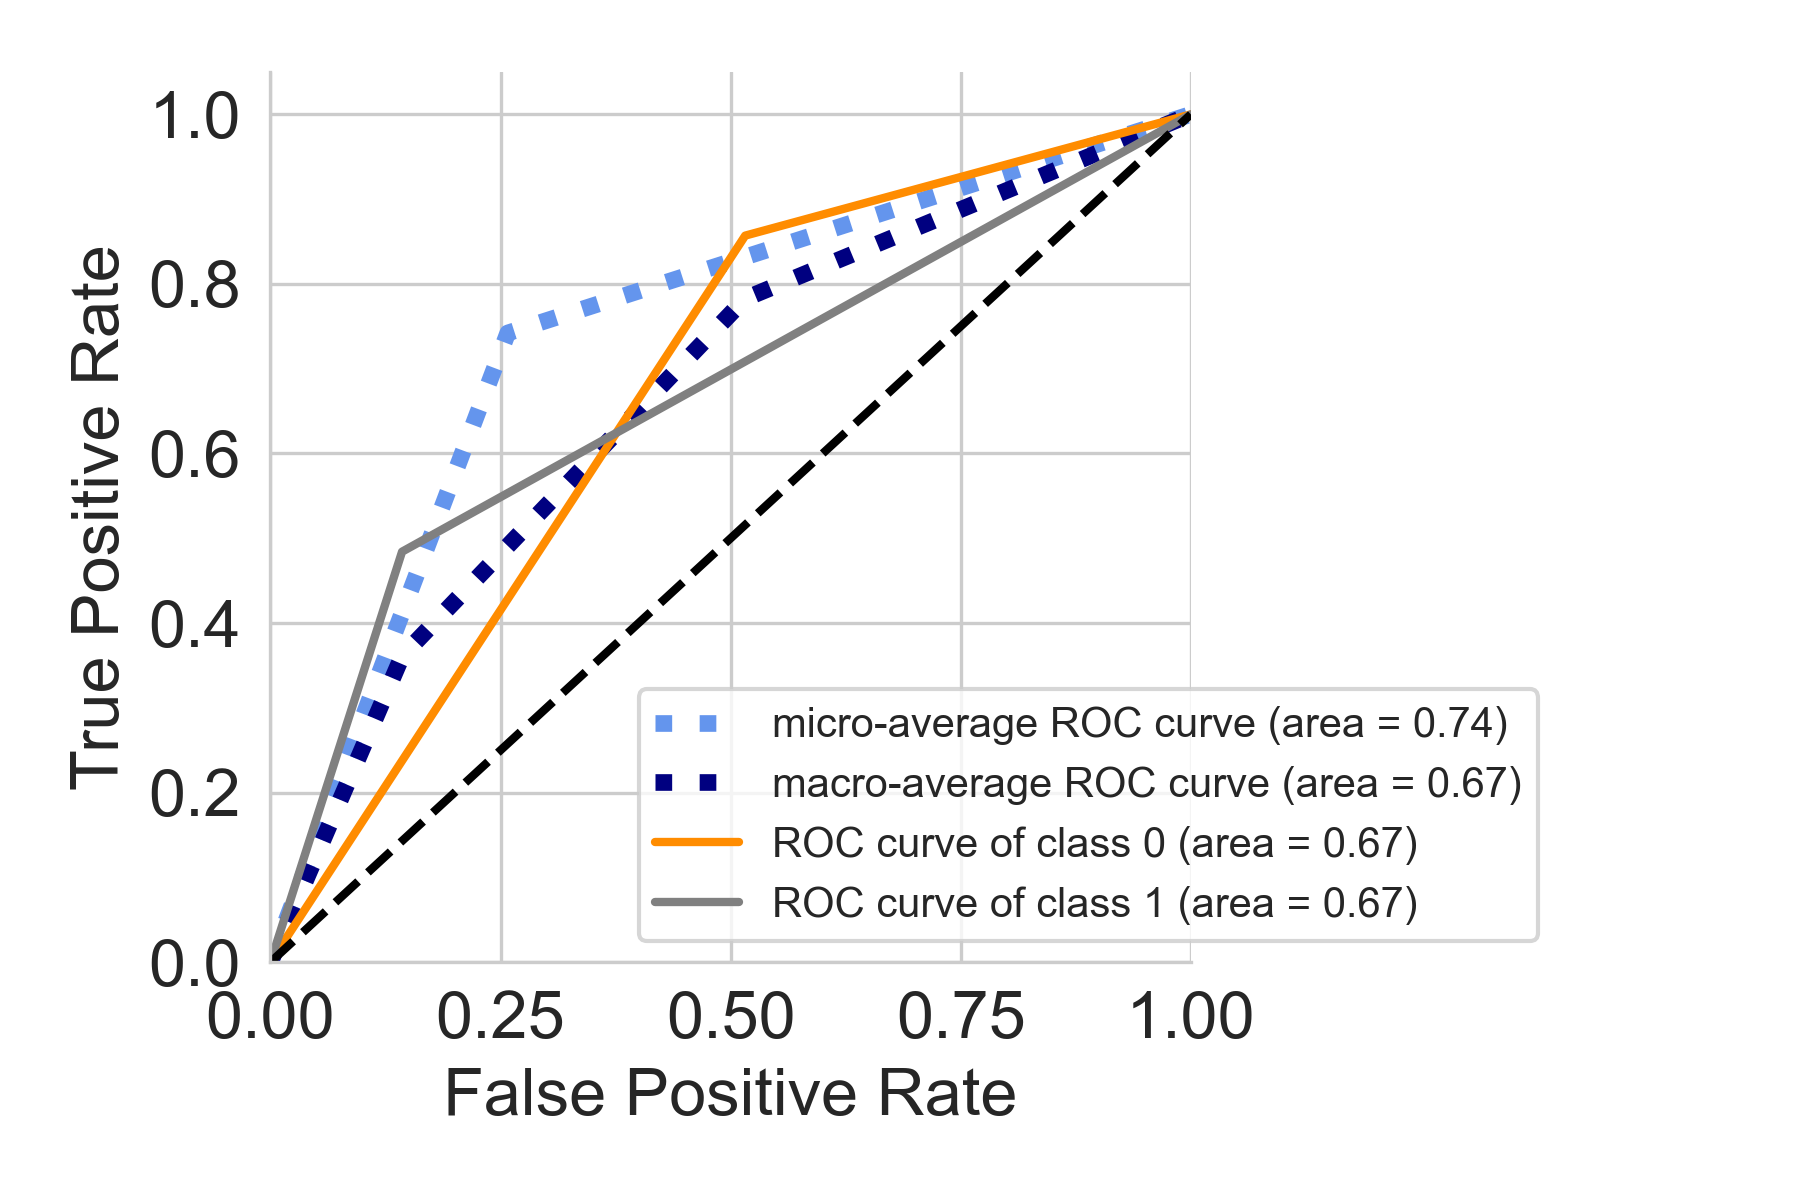 True Positive Rate
1.0
0.8
0.6
0.4
0.2
0.0
0.00 0.25 0.50 0.75 1.00
False Positive Rate
micro-average ROC curve (area = 0.74)
macro-average ROC curve (area = 0.67)
ROC curve of class 0 (area = 0.67)
ROC curve of class 1 (area = 0.67)